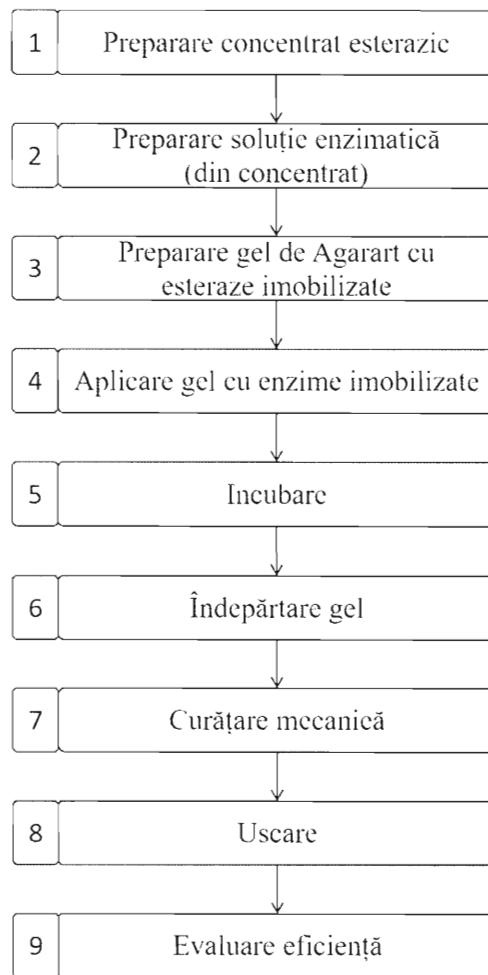 1 Preparare concentrat esterazic
2 Preparare soluție enzimatică
(din concentrat)
3 Preparare gel de Agarart cu
esteraze imobilizate
4 Aplicare gel cu enzime imobilizate
5 Incubare
6 Îndepărtare gel
7 Curățare mecanică
8 Uscare
9 Evaluare eficiență